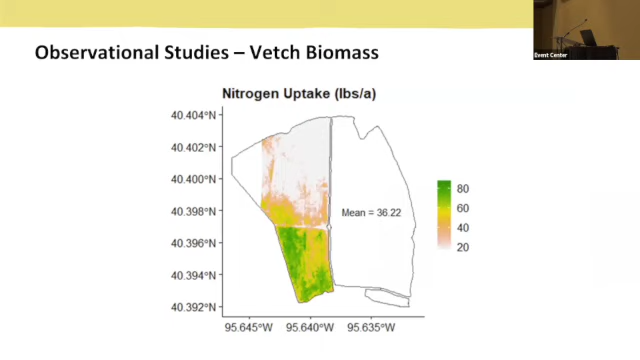 Observational Studies – Vetch Biomass
Event Center
Nitrogen Uptake (lbs/a)
40.404°N
40.402°N
40.400°N
40.398°N
40.396°N
40.394°N
40.392°N
Mean = 36.22
80
60
40
20
95.645°W
95.640°W
95.635°W